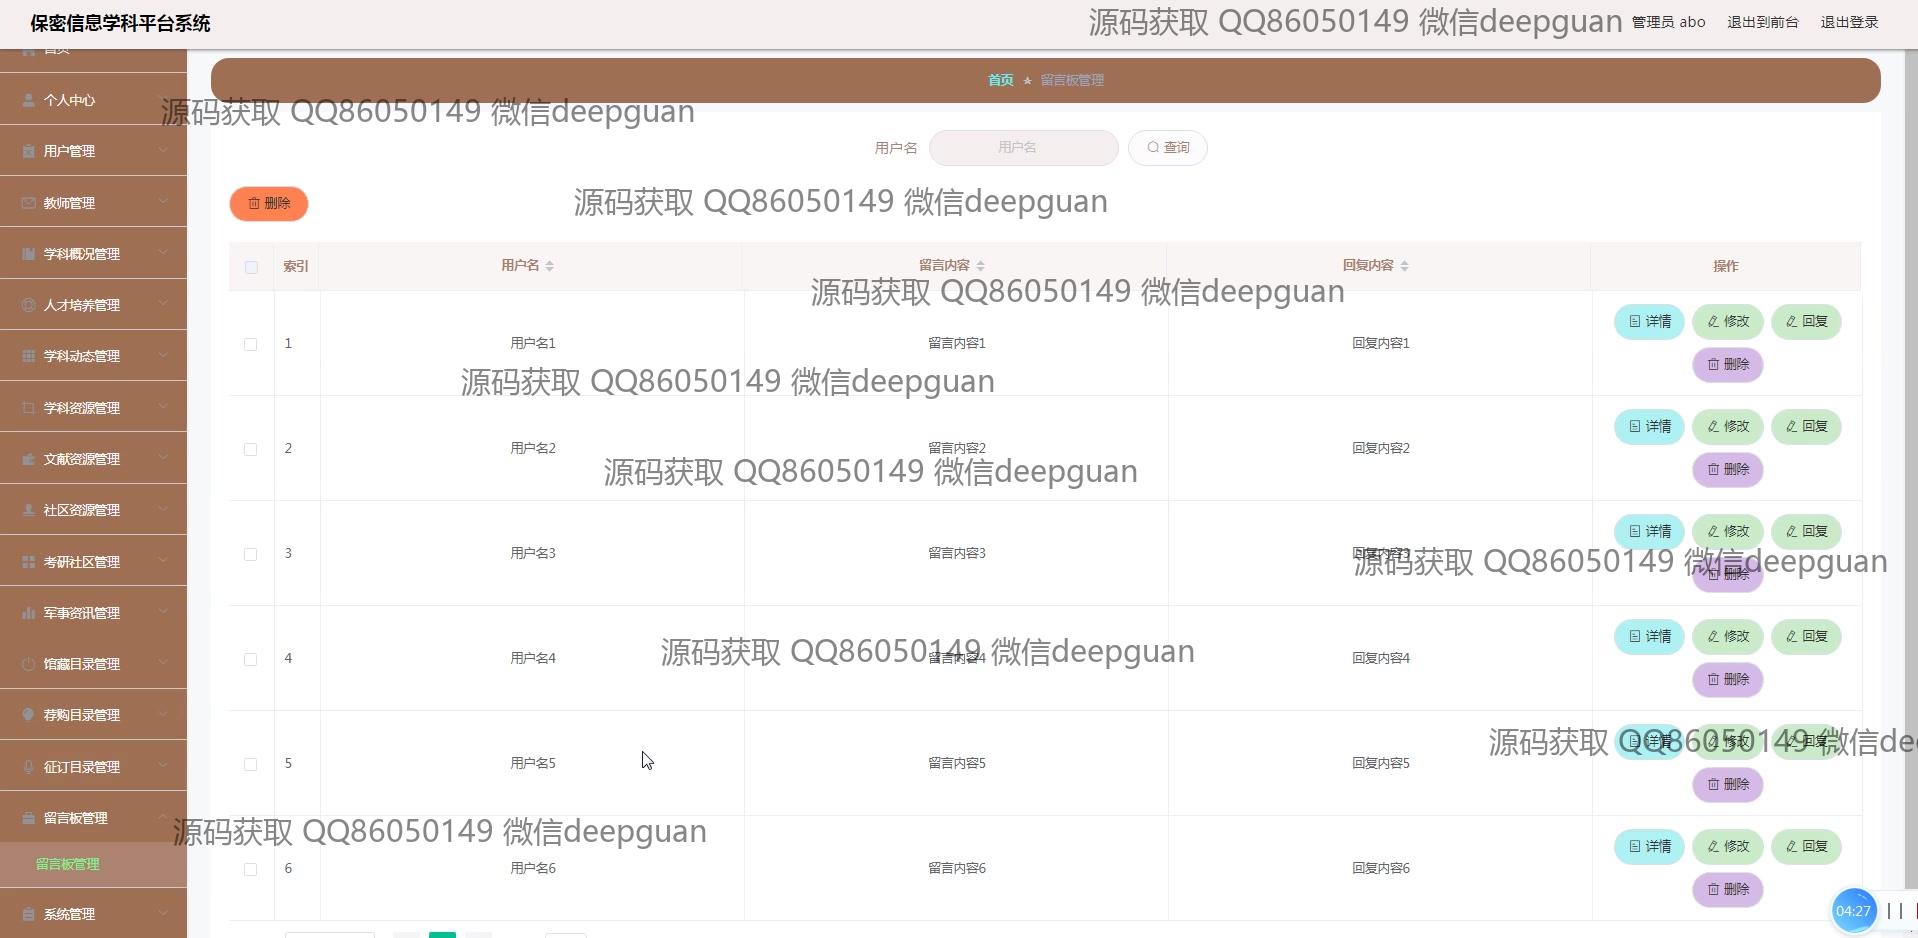 保密信息学科平台系统
源码获取 QQ86050149 微信deepguan
管理员 abo 退出到前台 退出登录
首页
个人中心
用户管理
教师管理
学科概况管理
人才培养管理
学科动态管理
学科资源管理
文献资源管理
社区资源管理
考研社区管理
军事资讯管理
馆藏目录管理
荐购目录管理
征订目录管理
留言板管理
留言板管理
系统管理
首页 ★ 留言板管理
源码获取 QQ86050149 微信deepguan
用户名 用户名 查询
删除
源码获取 QQ86050149 微信deepguan
索引 用户名 留言内容 回复内容 操作
源码获取 QQ86050149 微信deepguan
1 用户名1 留言内容1 回复内容1 详情 修改 回复
删除
源码获取 QQ86050149 微信deepguan
2 用户名2 留言内容2 回复内容2 详情 修改 回复
删除
源码获取 QQ86050149 微信deepguan
3 用户名3 留言内容3 回复内容3 详情 修改 回复
删除
源码获取 QQ86050149 微信deepguan
4 用户名4 留言内容4 回复内容4 详情 修改 回复
删除
源码获取 QQ86050149 微信deepguan
5 用户名5 留言内容5 回复内容5 详情 修改 回复
删除
源码获取 QQ86050149 微信dee
源码获取 QQ86050149 微信deepguan
6 用户名6 留言内容6 回复内容6 详情 修改 回复
删除
04:27